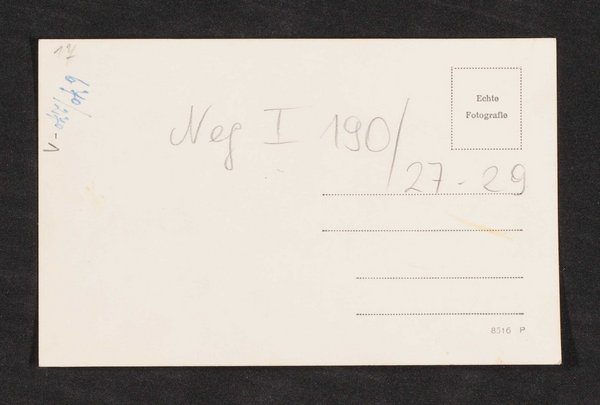 17
Echte
Fotografie
Neg I 190/
27-29
8516 P